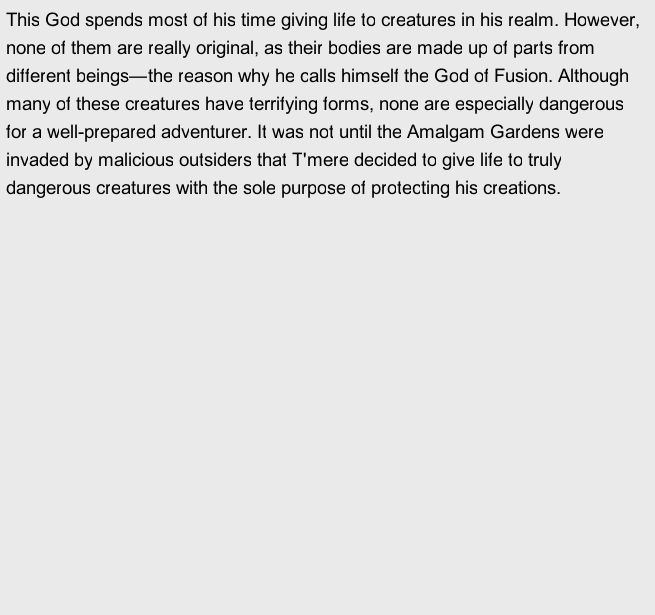 This God spends most of his time giving life to creatures in his realm. However,
none of them are really original, as their bodies are made up of parts from
different beings—the reason why he calls himself the God of Fusion. Although
many of these creatures have terrifying forms, none are especially dangerous
for a well-prepared adventurer. It was not until the Amalgam Gardens were
invaded by malicious outsiders that T'mere decided to give life to truly
dangerous creatures with the sole purpose of protecting his creations.